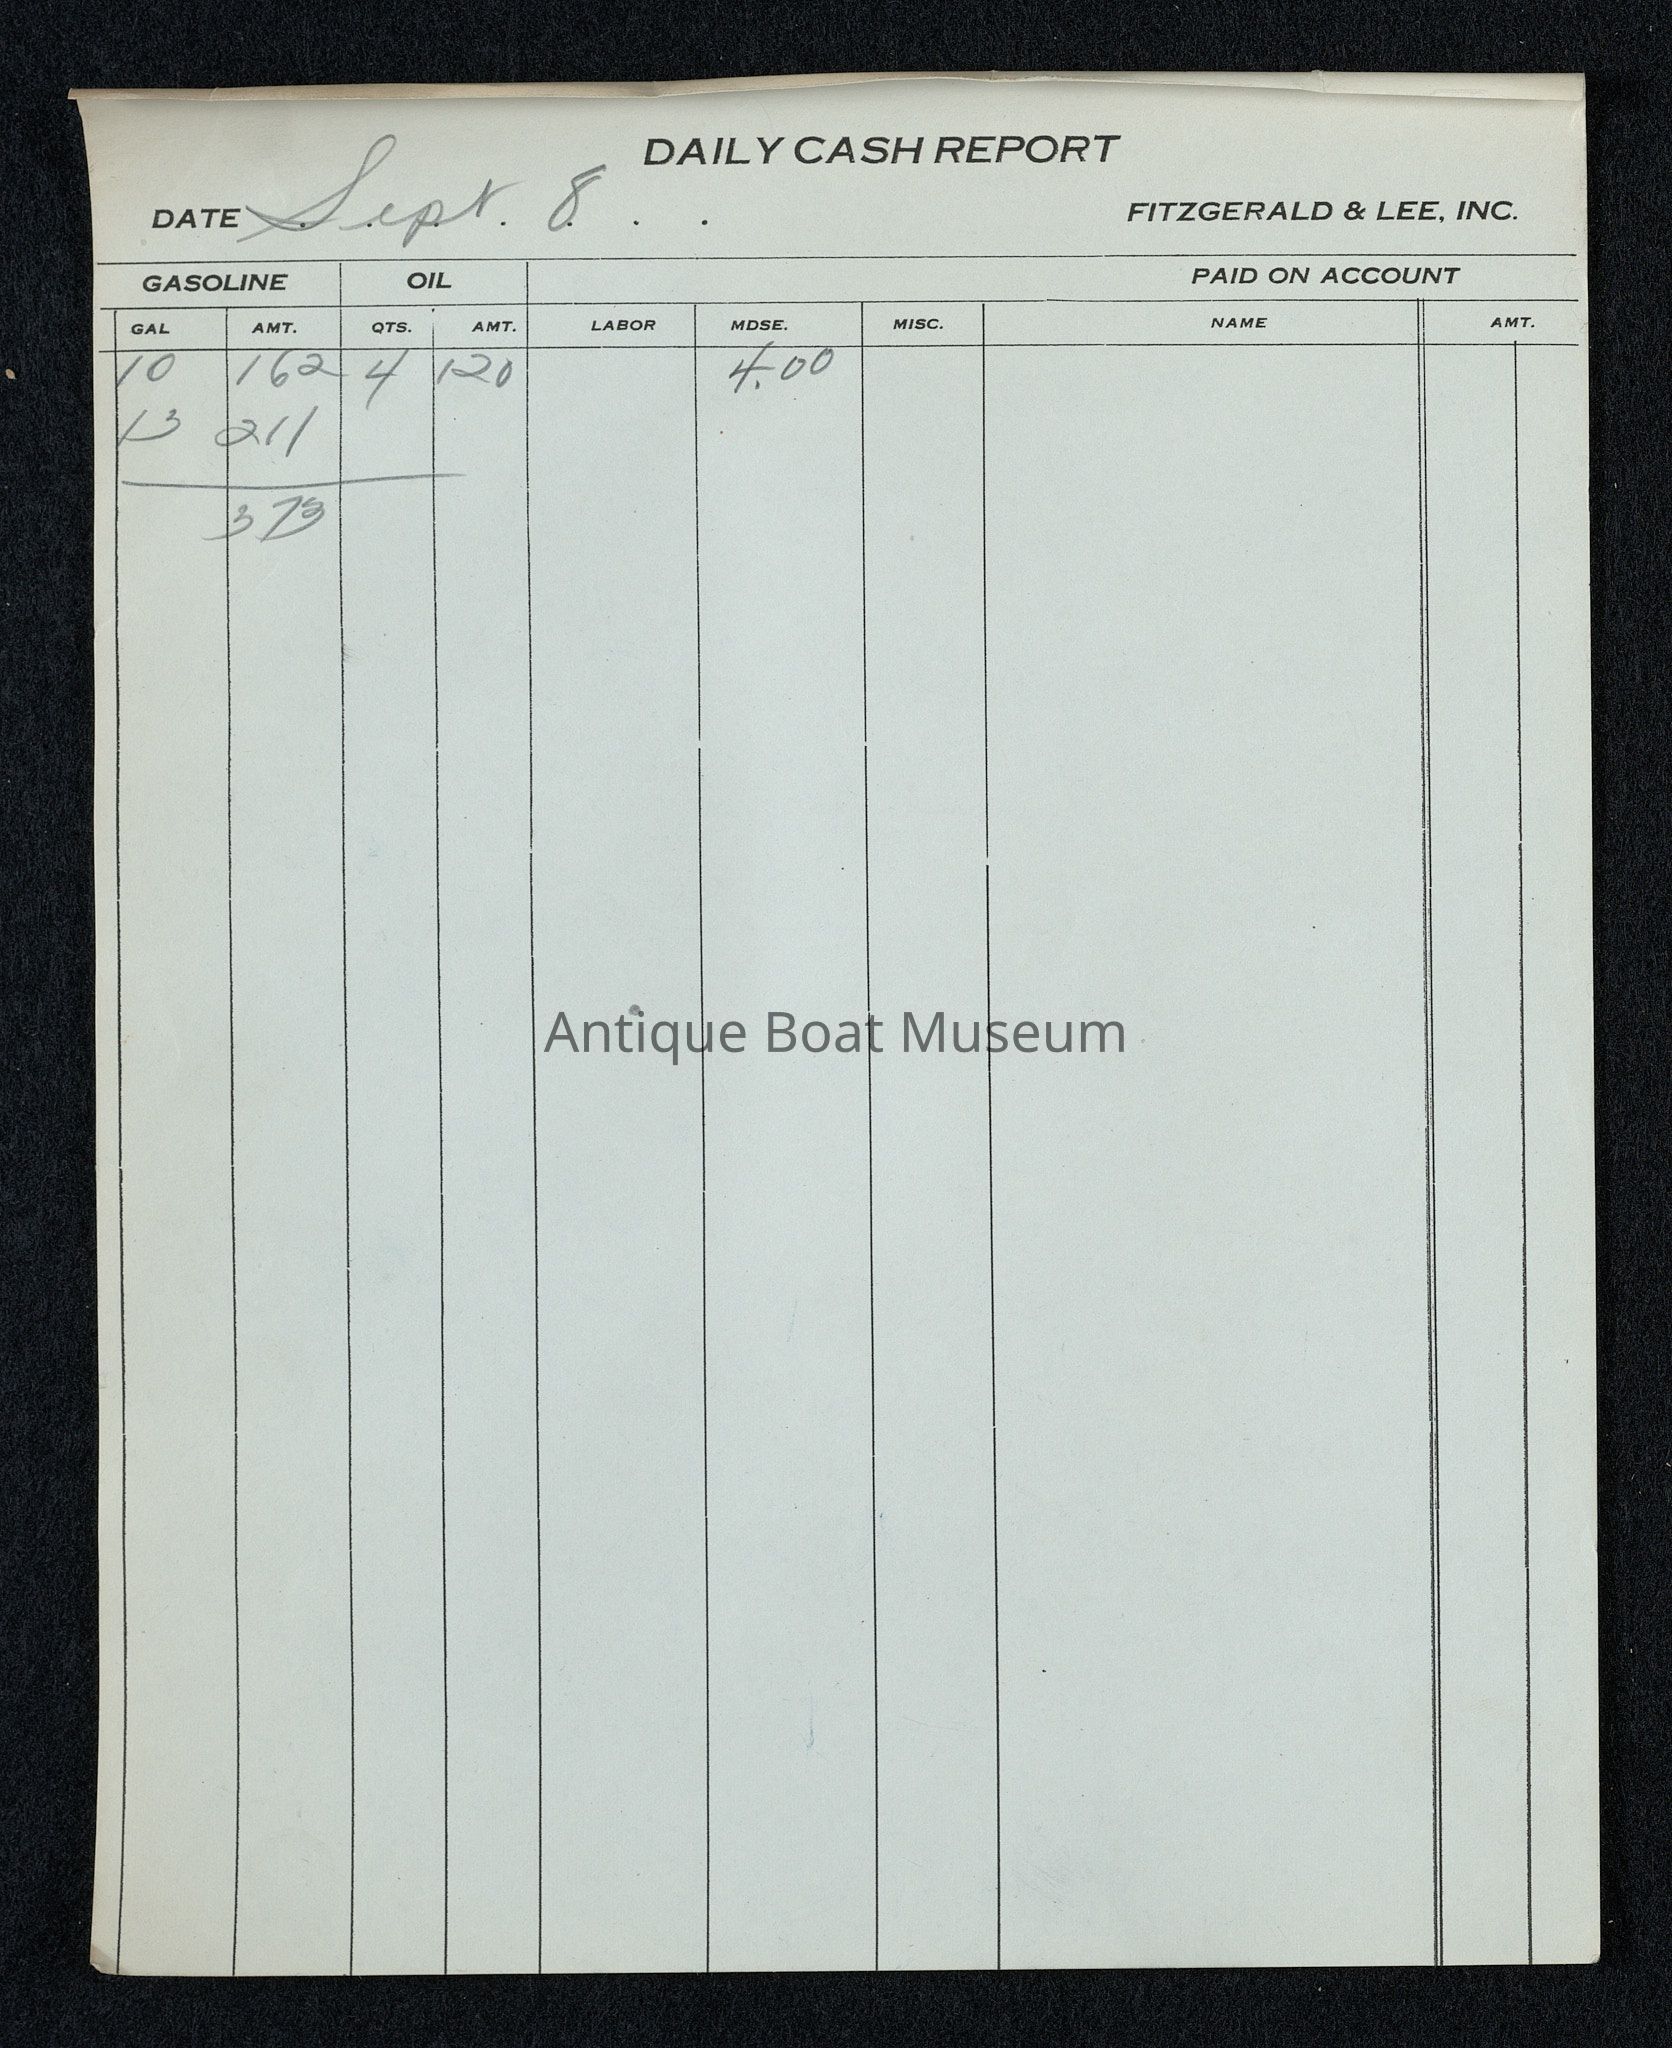 DAILY CASH REPORT
DATE Sept. 8 . . FITZGERALD & LEE, INC.
GASOLINE OIL PAID ON ACCOUNT
GAL AMT. QTS. AMT. LABOR MDSE. MISC. NAME AMT.
10 162 4 120 4.00
13 211
373
Antique Boat Museum